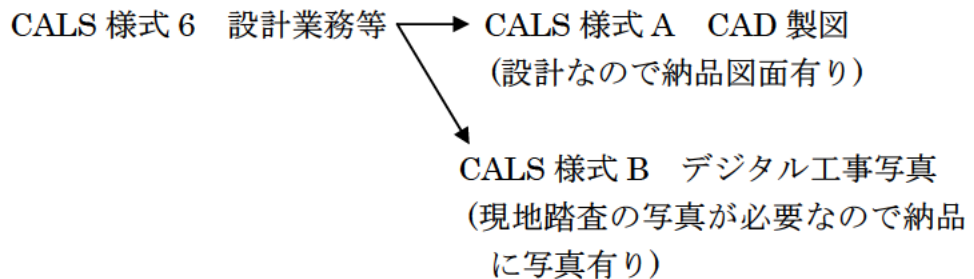 CALS 様式 6　設計業務等　CALS 様式 A　CAD 製図
(設計なので納品図面有り)
CALS 様式 B　デジタル工事写真
(現地踏査の写真が必要なので納品
に写真有り)